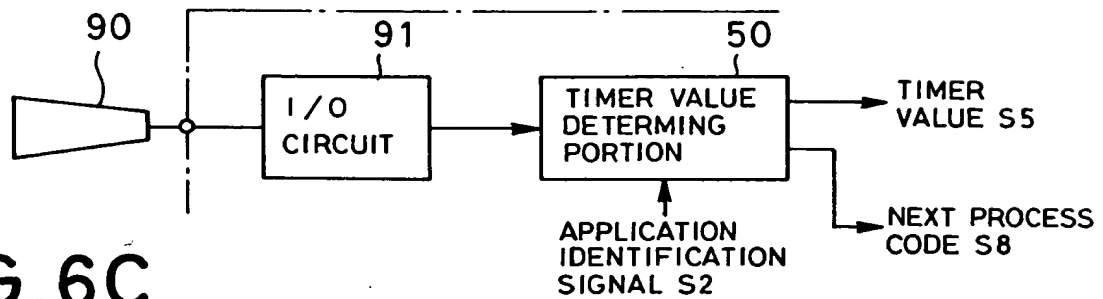 90
91
50
I/O
CIRCUIT
TIMER VALUE
DETERMING
PORTION
TIMER
VALUE S5
NEXT PROCESS
CODE S8
APPLICATION
IDENTIFICATION
SIGNAL S2
G.6C